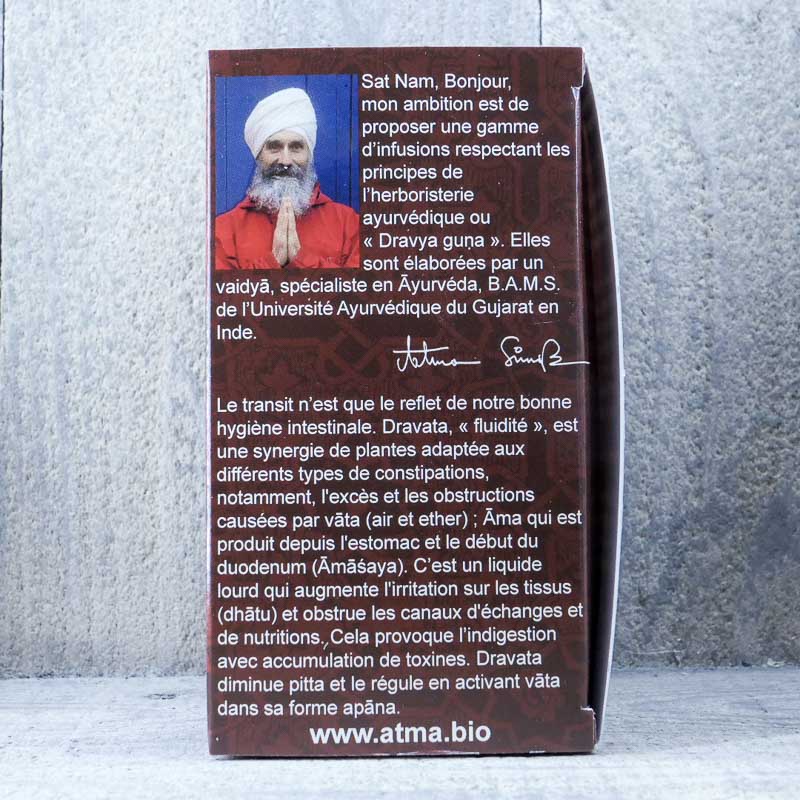 Sat Nam, Bonjour,
mon ambition est de
proposer une gamme
d’infusions respectant les
principes de
l’herboristerie
ayurvédique ou
« Dravya guṇa ». Elles
sont élaborées par un
vaidyā, spécialiste en Āyurvéda, B.A.M.S.
de l’Université Ayurvédique du Gujarat en
Inde.
Atma Singh
Le transit n’est que le reflet de notre bonne
hygiène intestinale. Dravata, « fluidité », est
une synergie de plantes adaptée aux
différents types de constipations,
notamment, l'excès et les obstructions
causées par vāta (air et ether) ; Āma qui est
produit depuis l'estomac et le début du
duodenum (Āmāśaya). C’est un liquide
lourd qui augmente l'irritation sur les tissus
(dhātu) et obstrue les canaux d'échanges et
de nutritions. Cela provoque l’indigestion
avec accumulation de toxines. Dravata
diminue pitta et le régule en activant vāta
dans sa forme apāna.
www.atma.bio